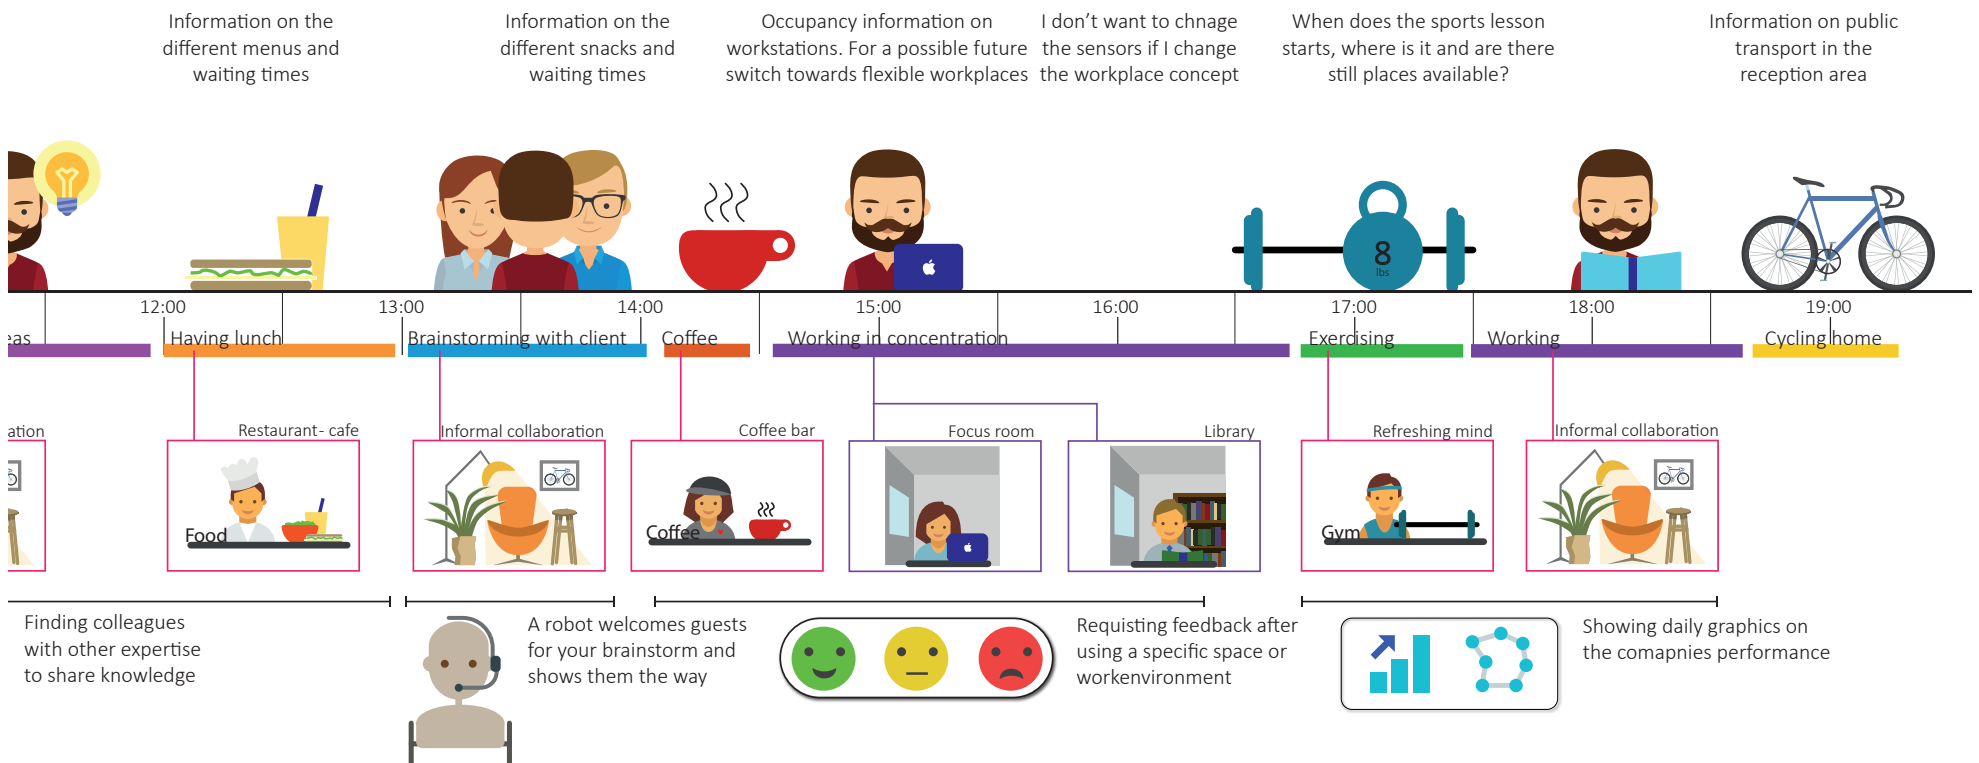 Information on the
different menus and
waiting times
Information on the
different snacks and
waiting times
Occupancy information on
workstations. For a possible future
switch towards flexible workplaces
I don't want to chnage
the sensors if I change
the workplace concept
When does the sports lesson
starts, where is it and are there
still places available?
Information on public
transport in the
reception area
8
lbs
12:00
13:00
14:00
15:00
16:00
17:00
18:00
19:00
eas
Having lunch
Brainstorming with client
Coffee
Working in concentration
Exercising
Working
Cycling home
ation
Restaurant- cafe
Informal collaboration
Coffee bar
Focus room
Library
Refreshing mind
Informal collaboration
Food
Coffee
Gym
Finding colleagues
with other expertise
to share knowledge
A robot welcomes guests
for your brainstorm and
shows them the way
Requisting feedback after
using a specific space or
workenvironment
Showing daily graphics on
the comapnies performance